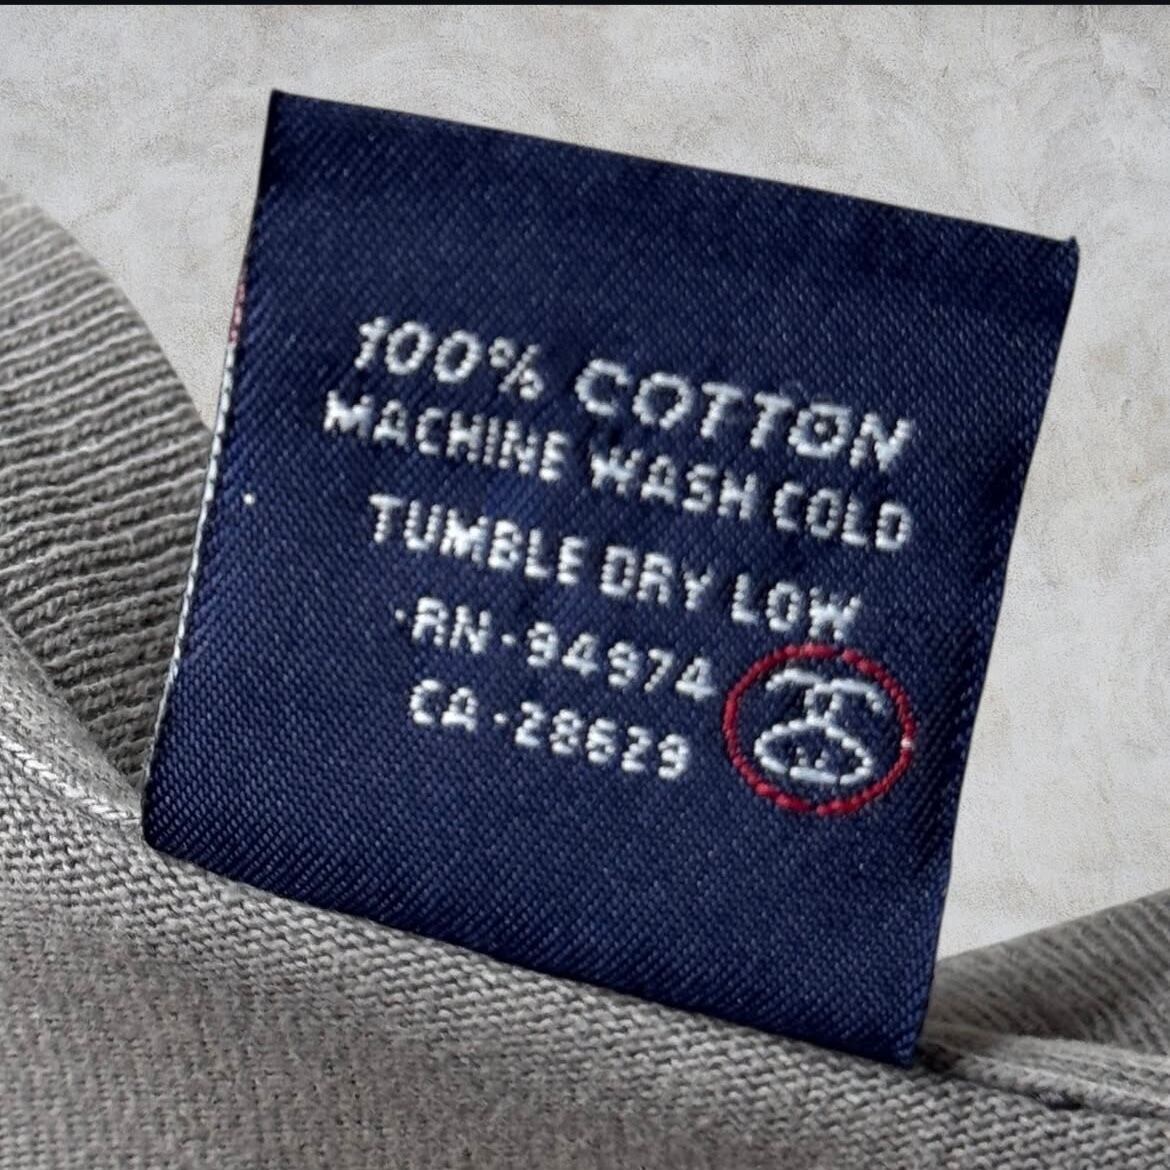 100% COTTON
MACHINE WASH COLD
TUMBLE DRY LOW
·RN·94974
CA·28629